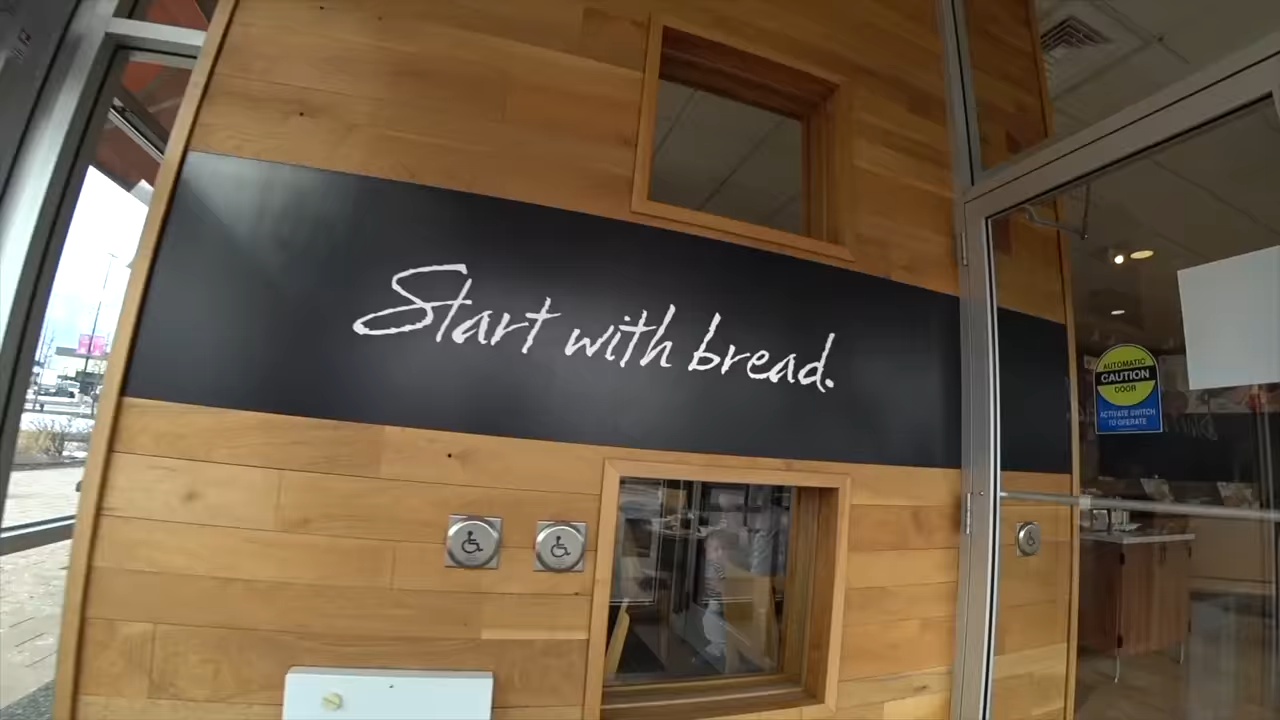 Start with bread.
AUTOMATIC
CAUTION
DOOR
ACTIVATE SWITCH
TO OPERATE